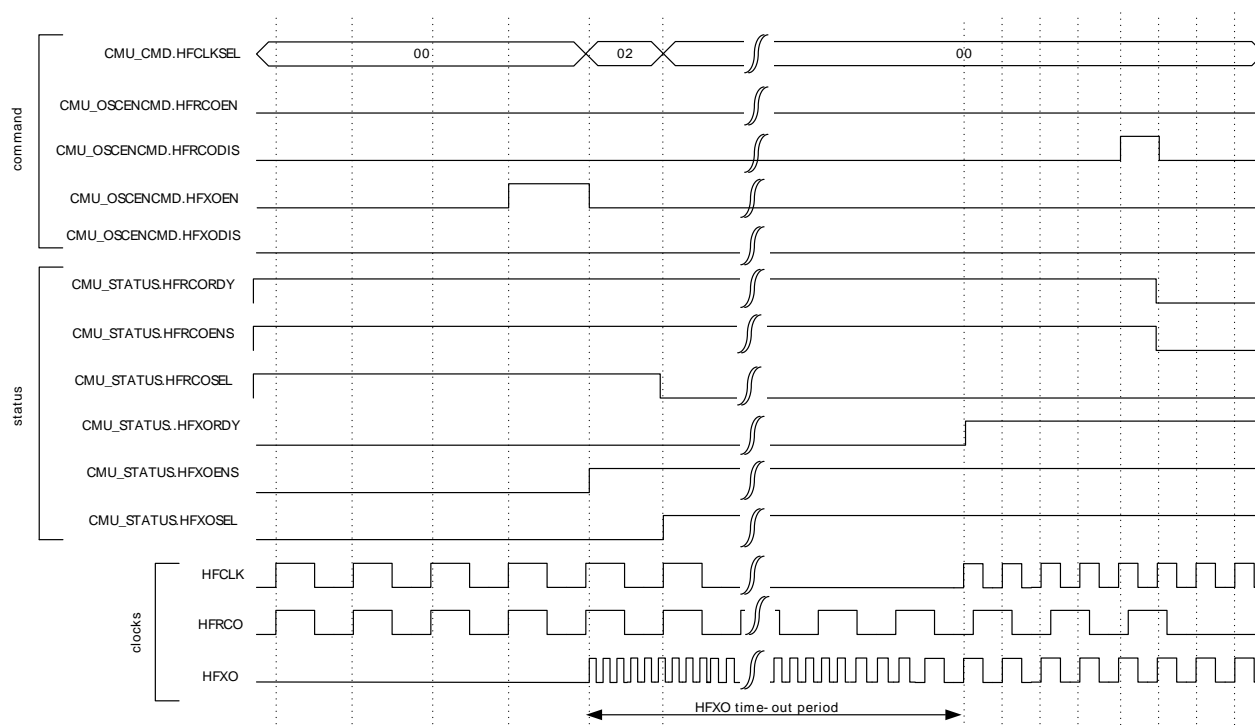 command
CMU_CMD.HFCLKSEL
00
02
00
CMU_OSCENCMD.HFRCOEN
CMU_OSCENCMD.HFRCODIS
CMU_OSCENCMD.HFXOEN
CMU_OSCENCMD.HFXODIS
status
CMU_STATUS.HFRCORDY
CMU_STATUS.HFRCOENS
CMU_STATUS.HFRCOSEL
CMU_STATUS..HFXORDY
CMU_STATUS.HFXOENS
CMU_STATUS.HFXOSEL
clocks
HFCLK
HFRCO
HFXO
HFXO time-out period